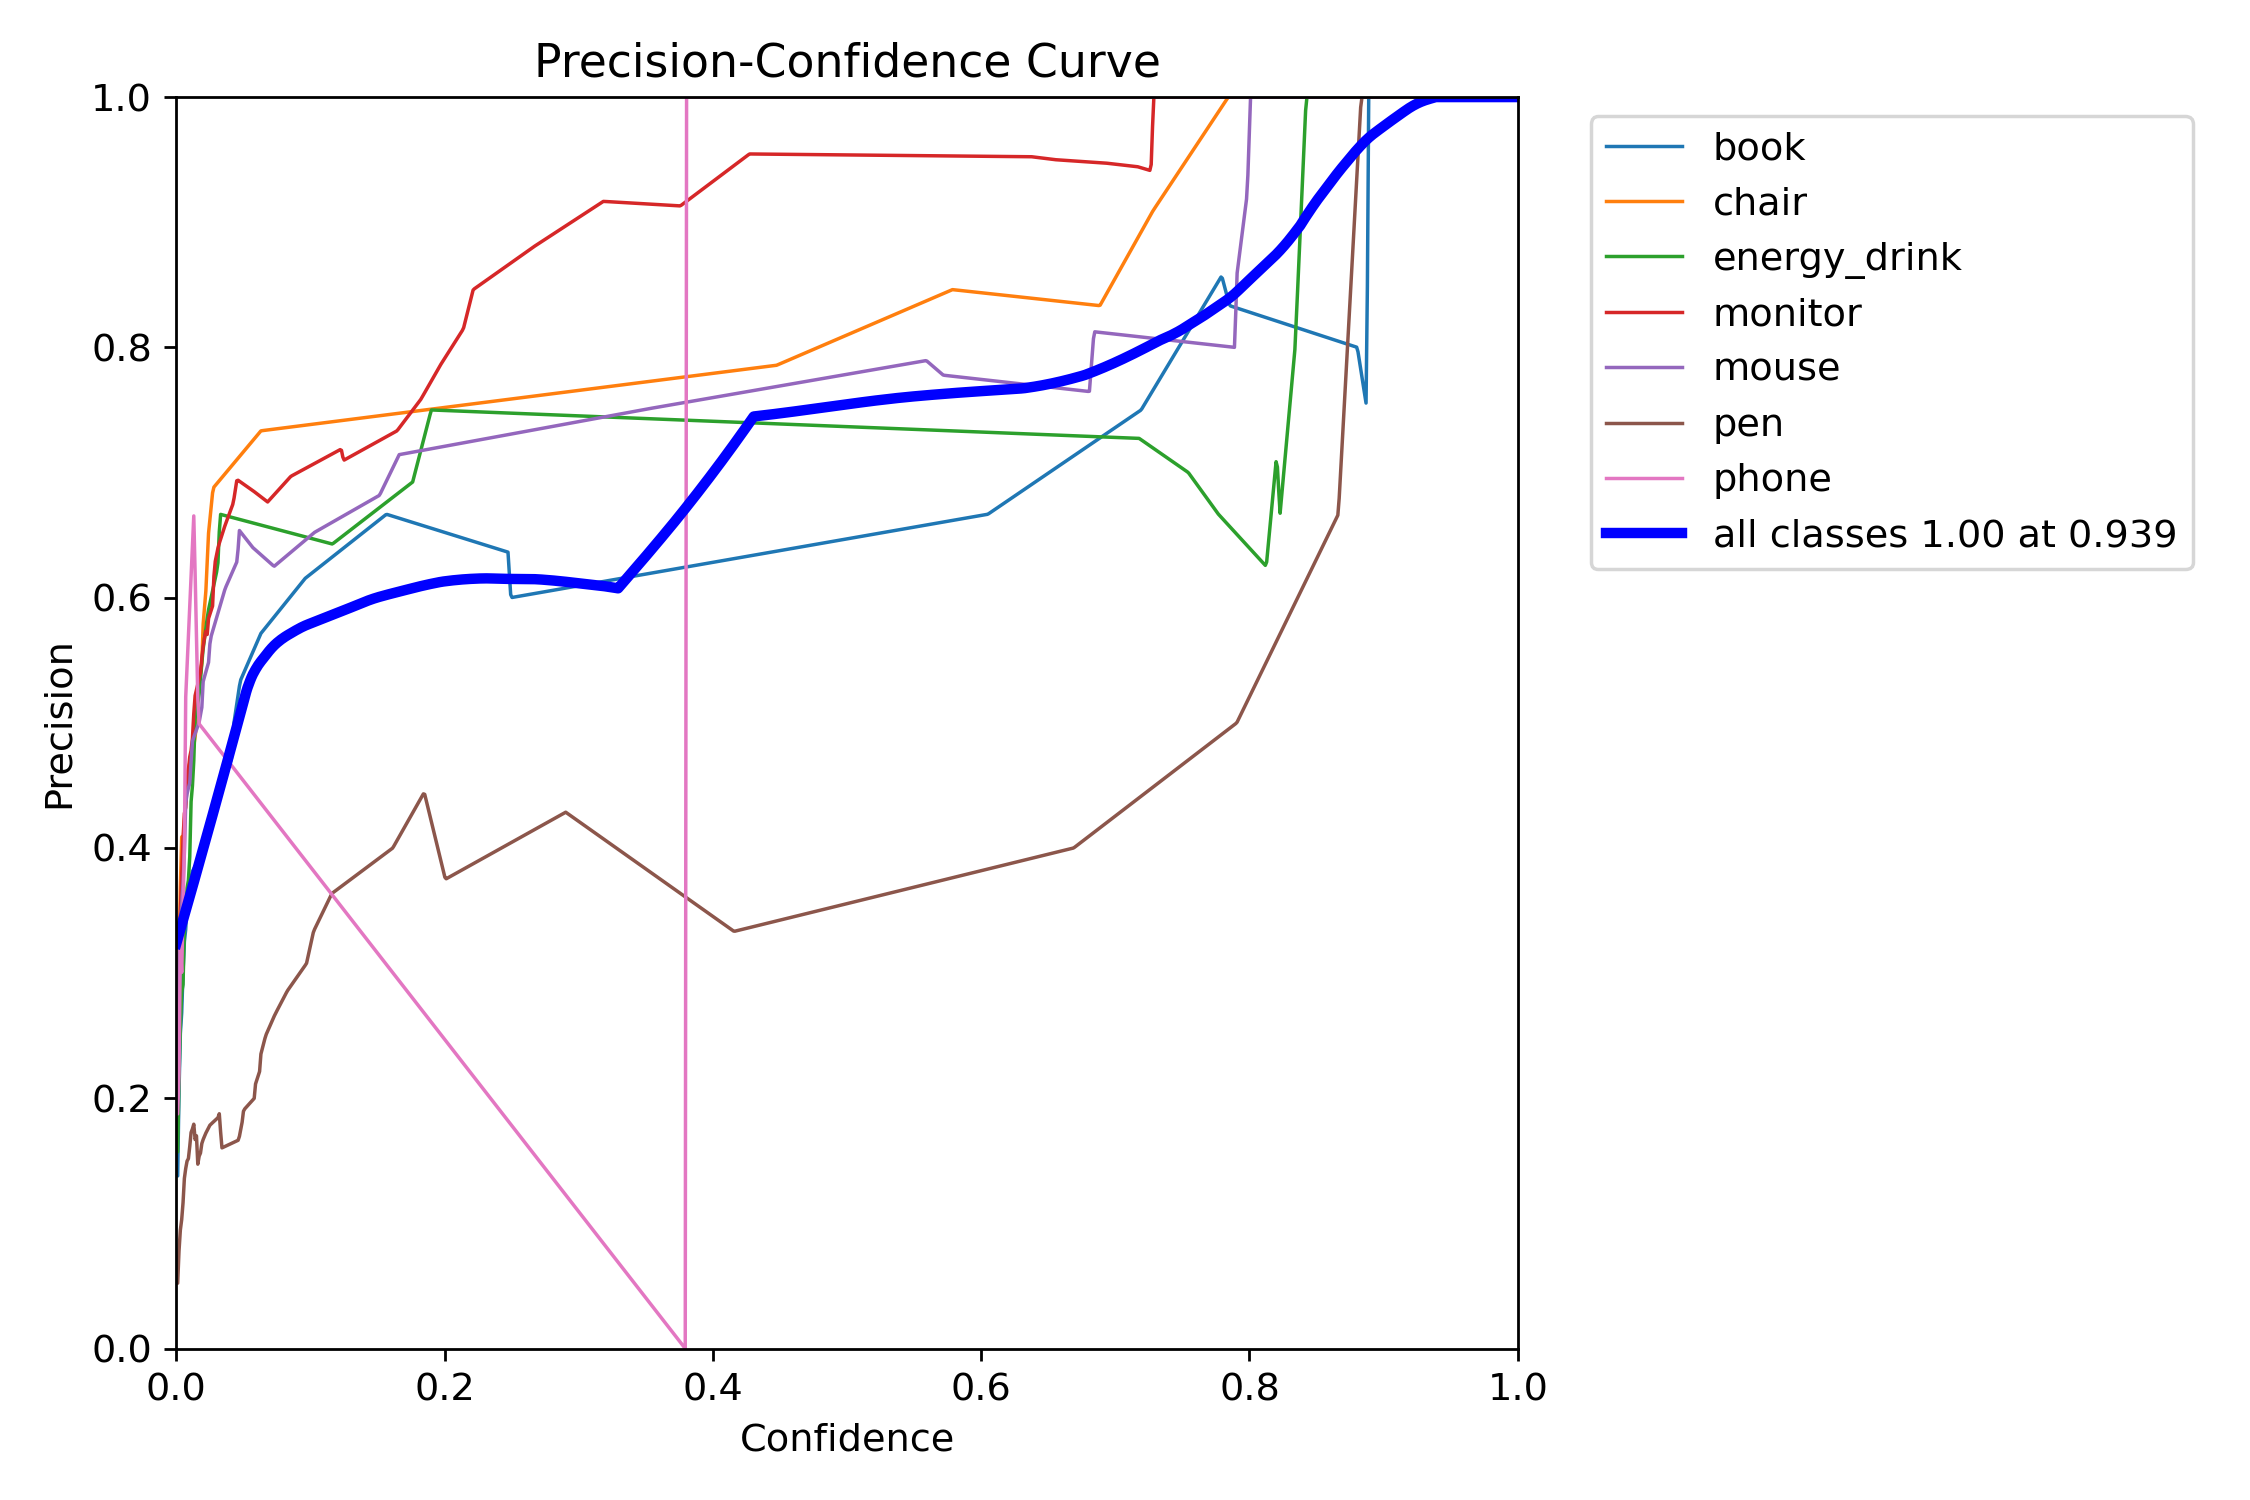 Precision-Confidence Curve
1.0
0.8
0.6
0.4
0.2
0.0
Precision
0.0 0.2 0.4 0.6 0.8 1.0
Confidence
book
chair
energy_drink
monitor
mouse
pen
phone
all classes 1.00 at 0.939